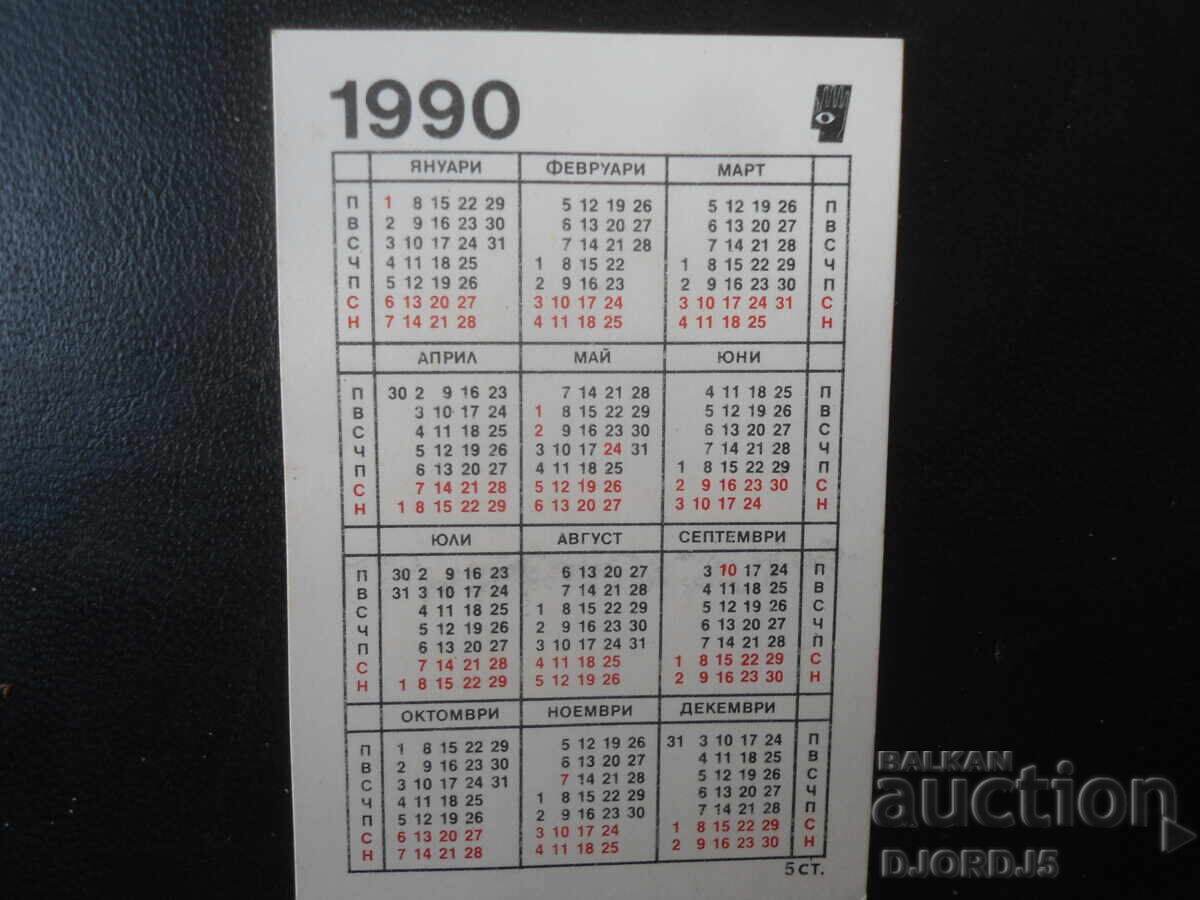 1990
ЯНУАРИ ФЕВРУАРИ МАРТ
П 1 8 15 22 29 5 12 19 26 5 12 19 26 П
В 2 9 16 23 30 6 13 20 27 6 13 20 27 В
С 3 10 17 24 31 7 14 21 28 7 14 21 28 С
Ч 4 11 18 25 1 8 15 22 1 8 15 22 29 Ч
П 5 12 19 26 2 9 16 23 2 9 16 23 30 П
С 6 13 20 27 3 10 17 24 3 10 17 24 31 С
Н 7 14 21 28 4 11 18 25 4 11 18 25 Н
АПРИЛ МАЙ ЮНИ
П 30 2 9 16 23 7 14 21 28 4 11 18 25 П
В 3 10 17 24 1 8 15 22 29 5 12 19 26 В
С 4 11 18 25 2 9 16 23 30 6 13 20 27 С
Ч 5 12 19 26 3 10 17 24 31 7 14 21 28 Ч
П 6 13 20 27 4 11 18 25 1 8 15 22 29 П
С 7 14 21 28 5 12 19 26 2 9 16 23 30 С
Н 1 8 15 22 29 6 13 20 27 3 10 17 24 Н
ЮЛИ АВГУСТ СЕПТЕМВРИ
П 30 2 9 16 23 6 13 20 27 3 10 17 24 П
В 31 3 10 17 24 7 14 21 28 4 11 18 25 В
С 4 11 18 25 1 8 15 22 29 5 12 19 26 С
Ч 5 12 19 26 2 9 16 23 30 6 13 20 27 Ч
П 6 13 20 27 3 10 17 24 31 7 14 21 28 П
С 7 14 21 28 4 11 18 25 1 8 15 22 29 С
Н 1 8 15 22 29 5 12 19 26 2 9 16 23 30 Н
ОКТОМВРИ НОЕМВРИ ДЕКЕМВРИ
П 1 8 15 22 29 5 12 19 26 31 3 10 17 24 П
В 2 9 16 23 30 6 13 20 27 4 11 18 25 В
С 3 10 17 24 31 7 14 21 28 5 12 19 26 С
Ч 4 11 18 25 1 8 15 22 29 6 13 20 27 Ч
П 5 12 19 26 2 9 16 23 30 7 14 21 28 П
С 6 13 20 27 3 10 17 24 1 8 15 22 29 С
Н 7 14 21 28 4 11 18 25 2 9 16 23 30 Н
5 СТ.
BALKAN
auction
DJORDJ5